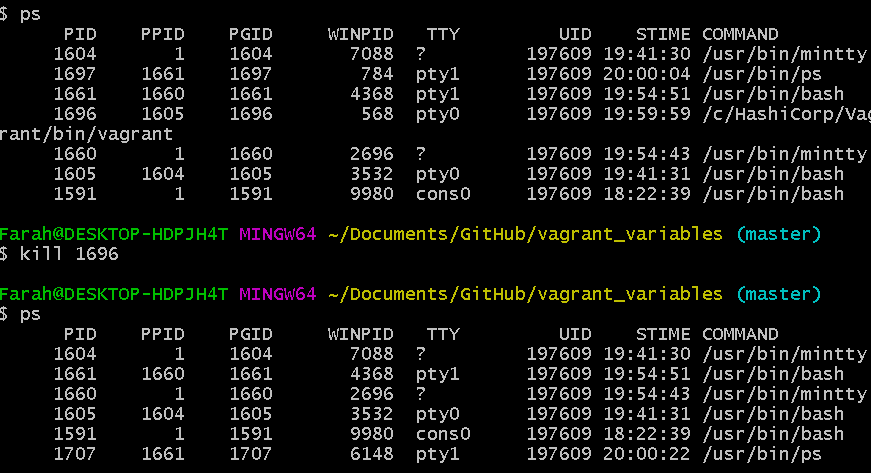 $ ps
      PID    PPID    PGID     WINPID   TTY         UID    STIME COMMAND
     1604       1    1604       7088  ?         197609 19:41:30 /usr/bin/mintty
     1697    1661    1697        784  pty1      197609 20:00:04 /usr/bin/ps
     1661    1660    1661       4368  pty1      197609 19:54:51 /usr/bin/bash
     1696    1605    1696        568  pty0      197609 19:59:59 /c/HashiCorp/Vag
rant/bin/vagrant
     1660       1    1660       2696  ?         197609 19:54:43 /usr/bin/mintty
     1605    1604    1605       3532  pty0      197609 19:41:31 /usr/bin/bash
     1591       1    1591       9980  cons0     197609 18:22:39 /usr/bin/bash
Farah@DESKTOP-HDPJH4T MINGW64 ~/Documents/GitHub/vagrant_variables (master)
$ kill 1696
Farah@DESKTOP-HDPJH4T MINGW64 ~/Documents/GitHub/vagrant_variables (master)
$ ps
      PID    PPID    PGID     WINPID   TTY         UID    STIME COMMAND
     1604       1    1604       7088  ?         197609 19:41:30 /usr/bin/mintty
     1661    1660    1661       4368  pty1      197609 19:54:51 /usr/bin/bash
     1660       1    1660       2696  ?         197609 19:54:43 /usr/bin/mintty
     1605    1604    1605       3532  pty0      197609 19:41:31 /usr/bin/bash
     1591       1    1591       9980  cons0     197609 18:22:39 /usr/bin/bash
     1707    1661    1707       6148  pty1      197609 20:00:22 /usr/bin/ps